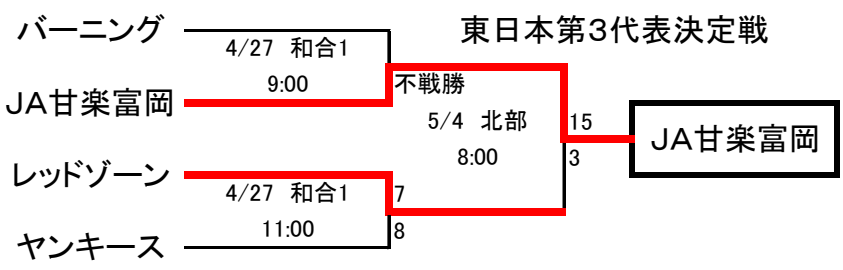 東日本第3代表決定戦
バーニング
4/27 和合1
9:00
JA甘楽富岡
不戦勝
5/4 北部
8:00
15
3
JA甘楽富岡
レッドゾーン
4/27 和合1
11:00
7
8
ヤンキース